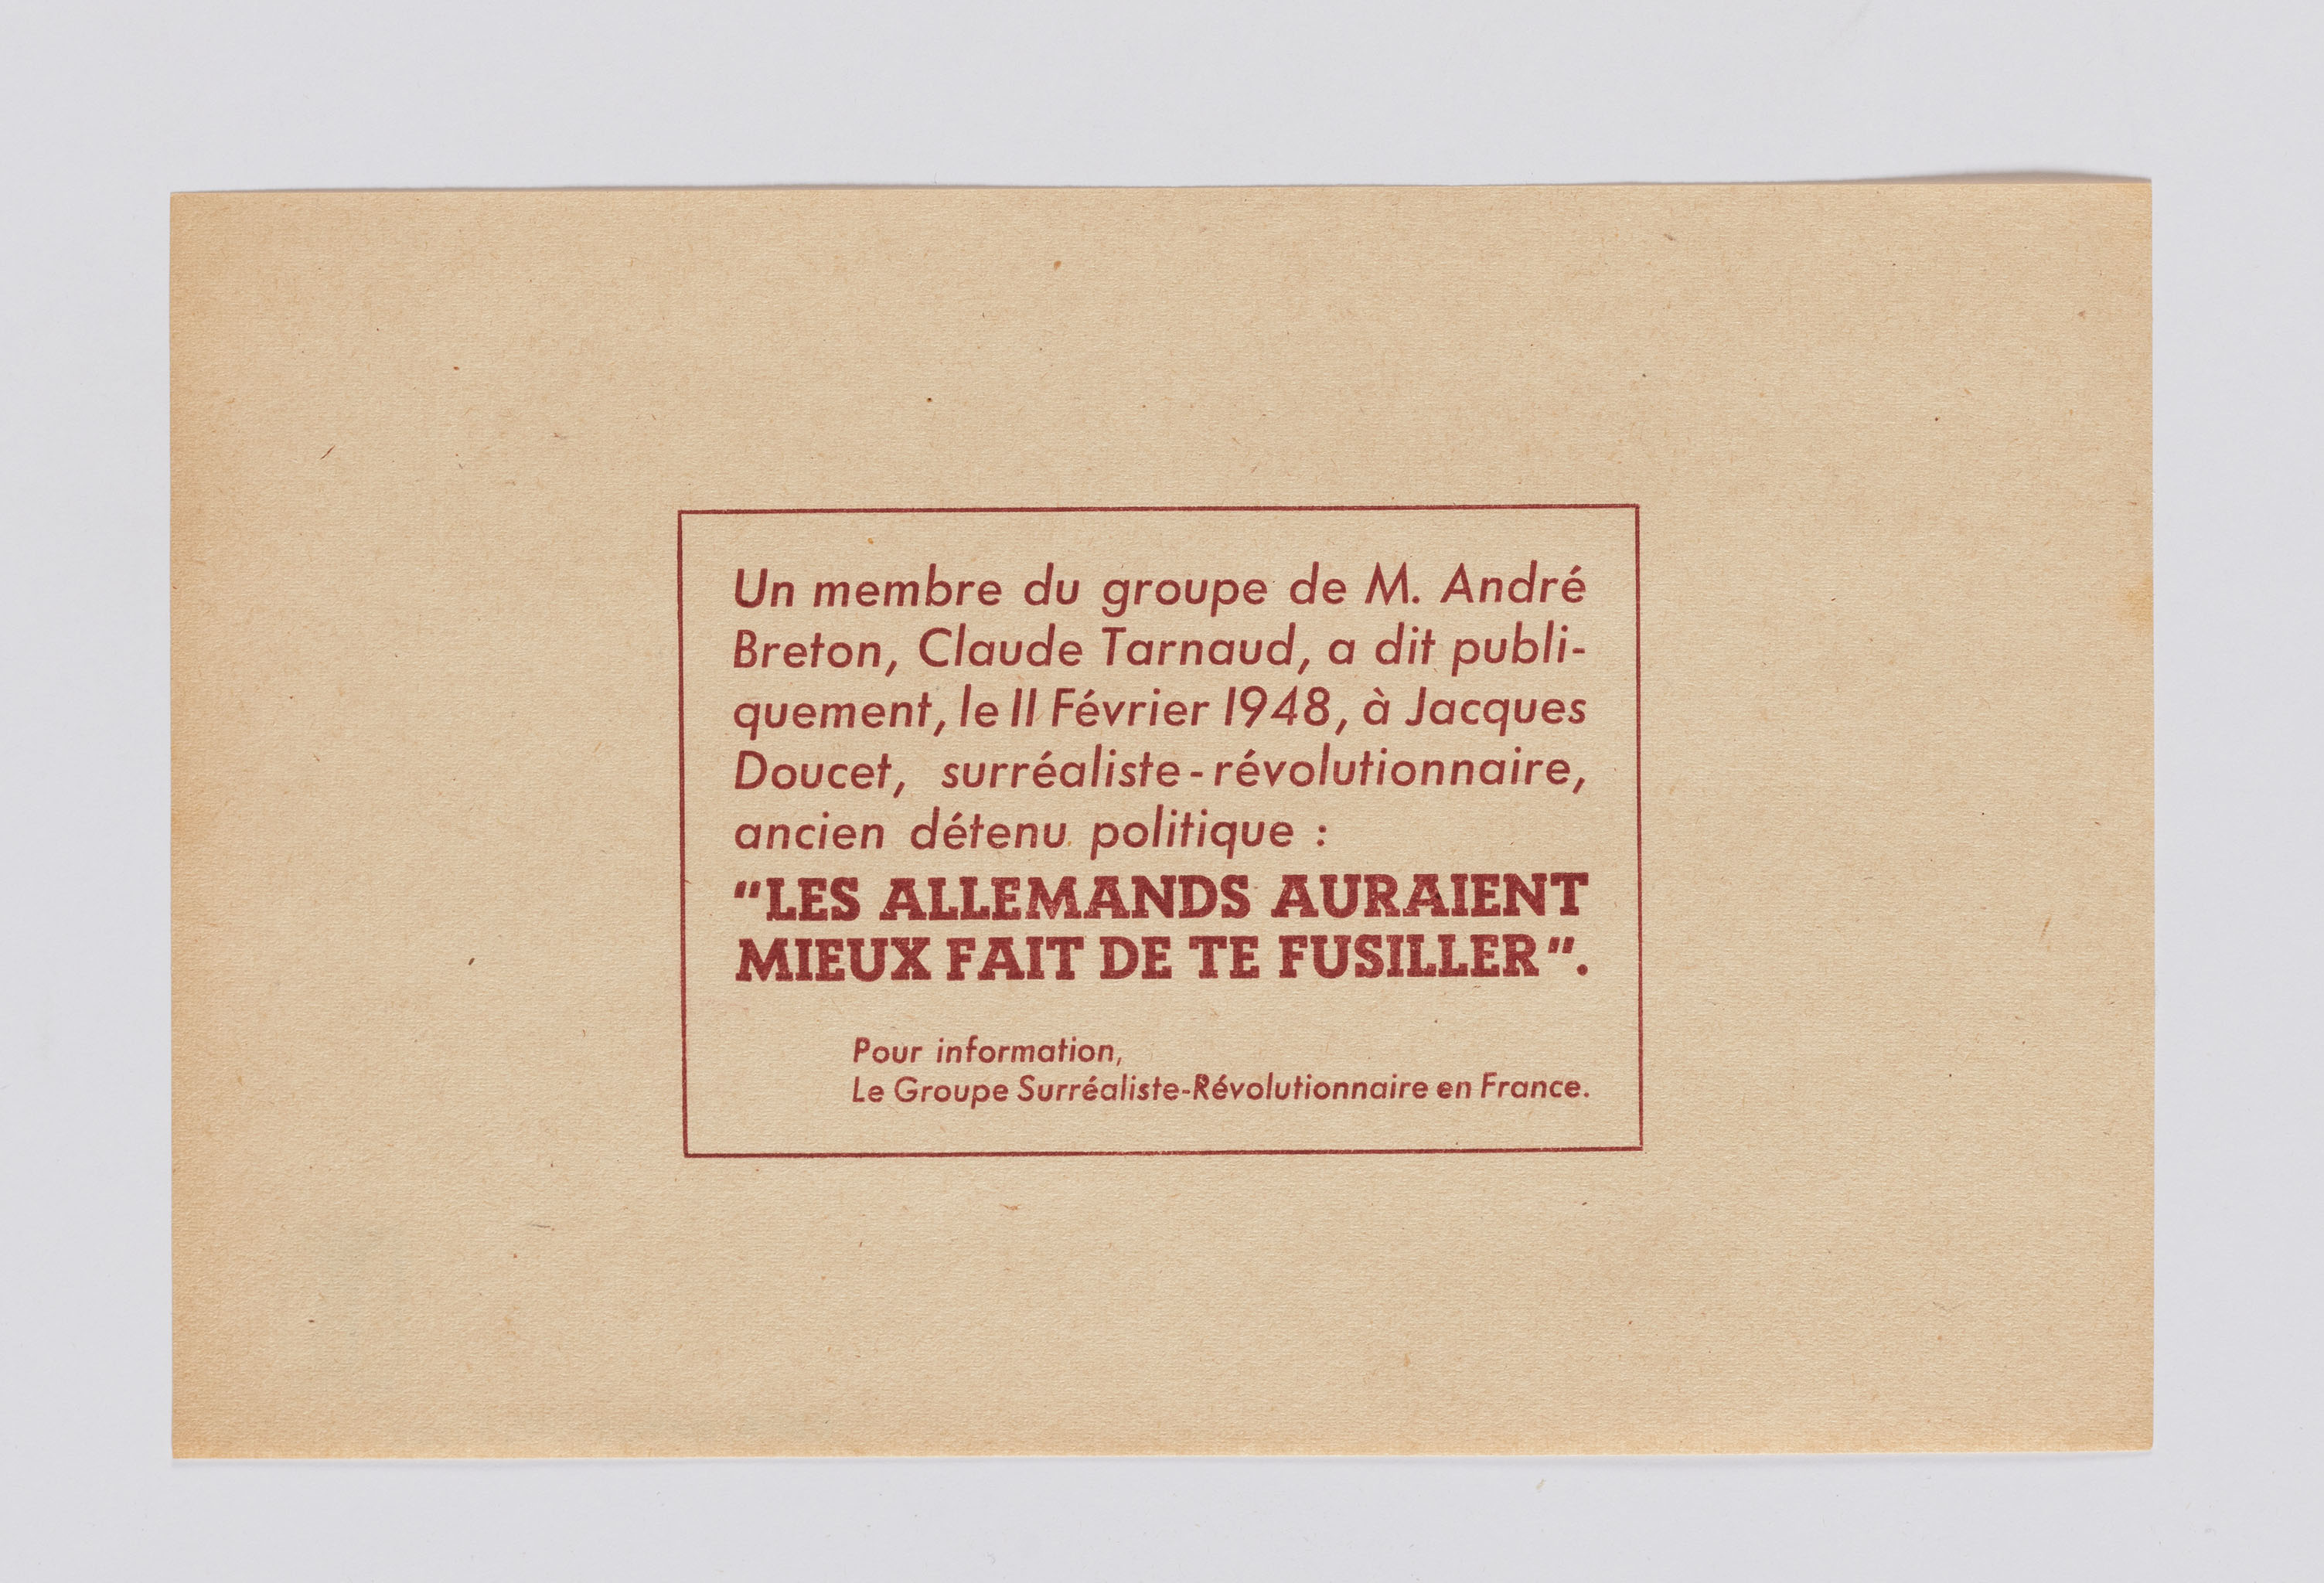 Un membre du groupe de M. André
Breton, Claude Tarnaud, a dit publi-
quement, le 11 Février 1948, à Jacques
Doucet, surréaliste-révolutionnaire,
ancien détenu politique :
"LES ALLEMANDS AURAIENT
MIEUX FAIT DE TE FUSILLER".
Pour information,
Le Groupe Surréaliste-Révolutionnaire en France.